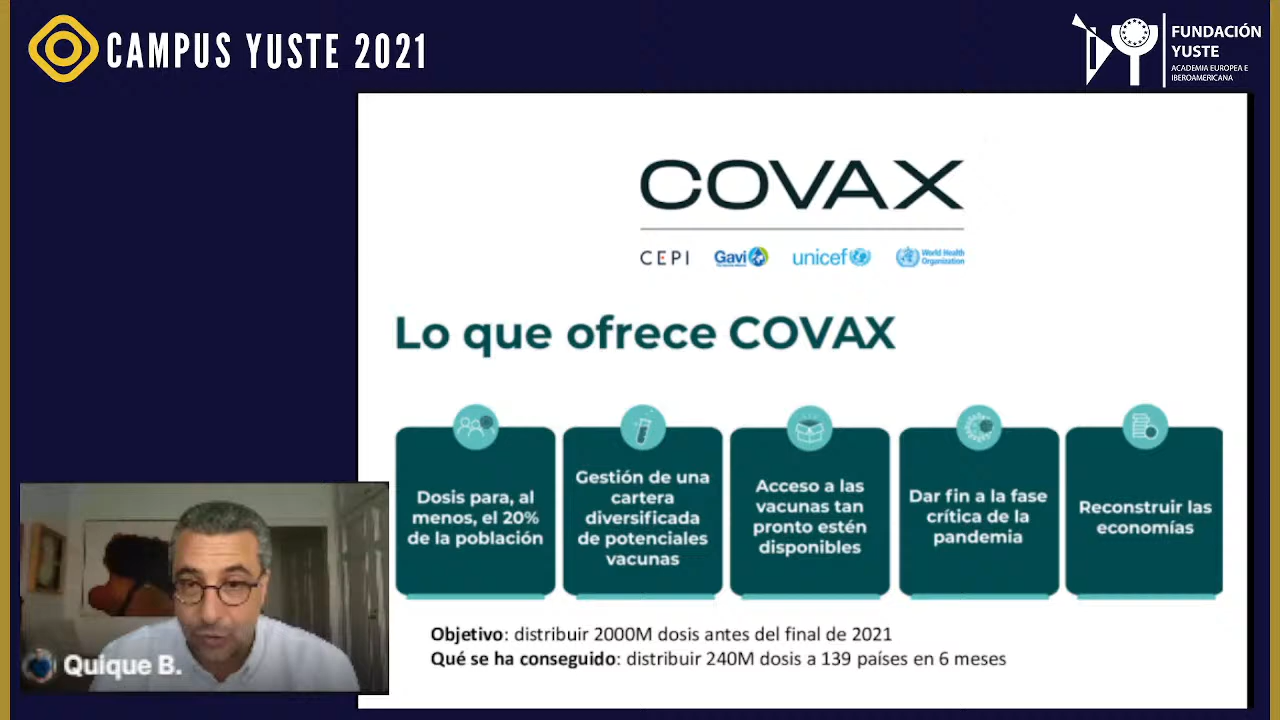 CAMPUS YUSTE 2021
FUNDACIÓN
YUSTE
ACADEMIA EUROPEA E
IBEROAMERICANA
COVAX
CEPI
Gavi
unicef
World Health
Organization
Lo que ofrece COVAX
Dosis para, al
menos, el 20%
de la población
Gestión de una
cartera
diversificada
de potenciales
vacunas
Acceso a las
vacunas tan
pronto estén
disponibles
Dar fin a la fase
crítica de la
pandemia
Reconstruir las
economías
Objetivo: distribuir 2000M dosis antes del final de 2021
Qué se ha conseguido: distribuir 240M dosis a 139 países en 6 meses
Quique B.